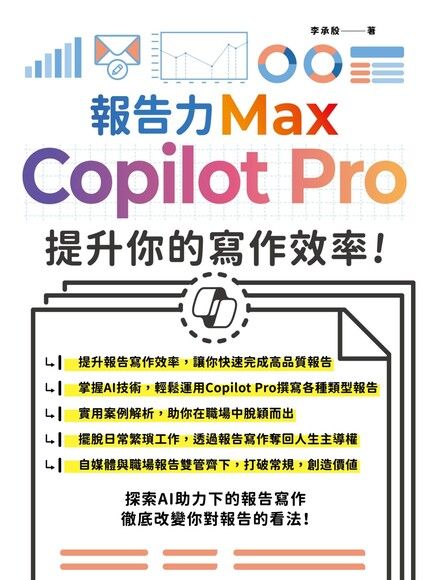 李承殷——著
報告力Max
Copilot Pro
提升你的寫作效率!
提升報告寫作效率，讓你快速完成高品質報告
掌握AI技術，輕鬆運用Copilot Pro撰寫各種類型報告
實用案例解析，助你在職場中脫穎而出
擺脫日常繁瑣工作，透過報告寫作奪回人生主導權
自媒體與職場報告雙管齊下，打破常規，創造價值
探索AI助力下的報告寫作
徹底改變你對報告的看法!